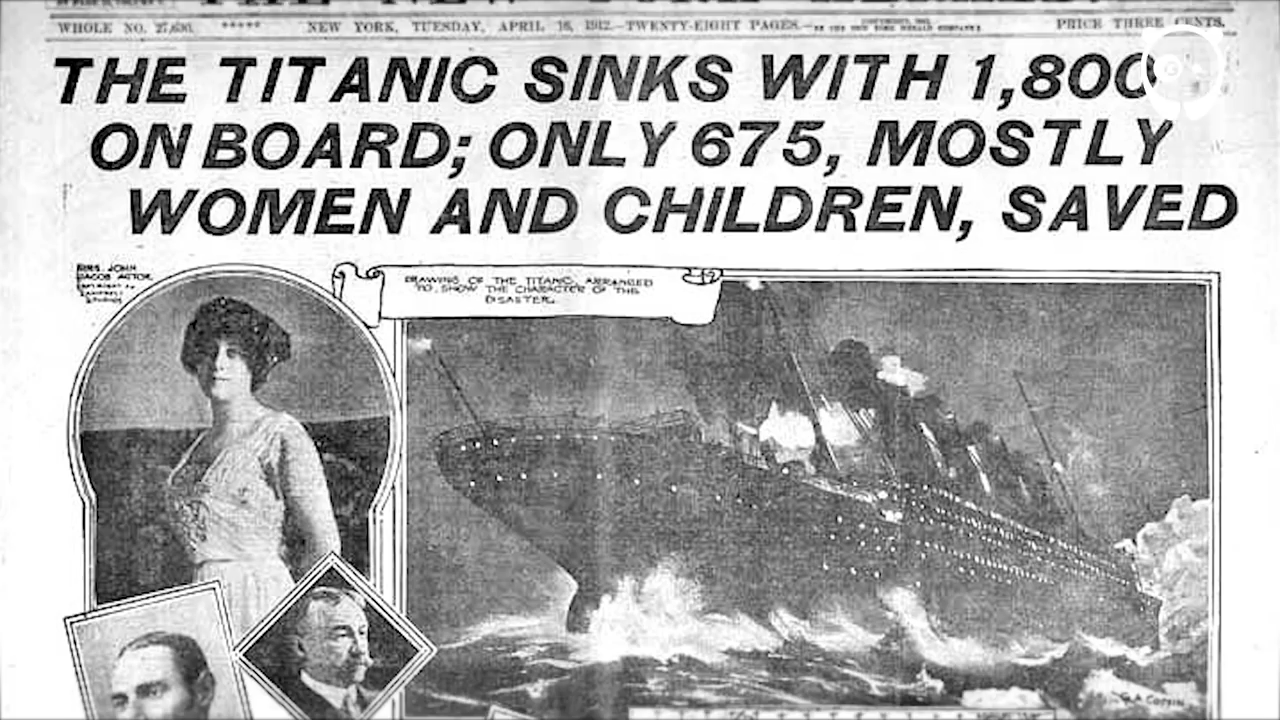 WHOLE NO. 27,630.
NEW YORK, TUESDAY, APRIL 16, 1912.—TWENTY-EIGHT PAGES.—
PRICE THREE CENTS.
THE TITANIC SINKS WITH 1,800
ON BOARD; ONLY 675, MOSTLY
WOMEN AND CHILDREN, SAVED
MRS. JOHN
JACOB ASTOR
DRAWING OF THE TITANIC, ARRANGED
TO SHOW THE CHARACTER OF THE
DISASTER.